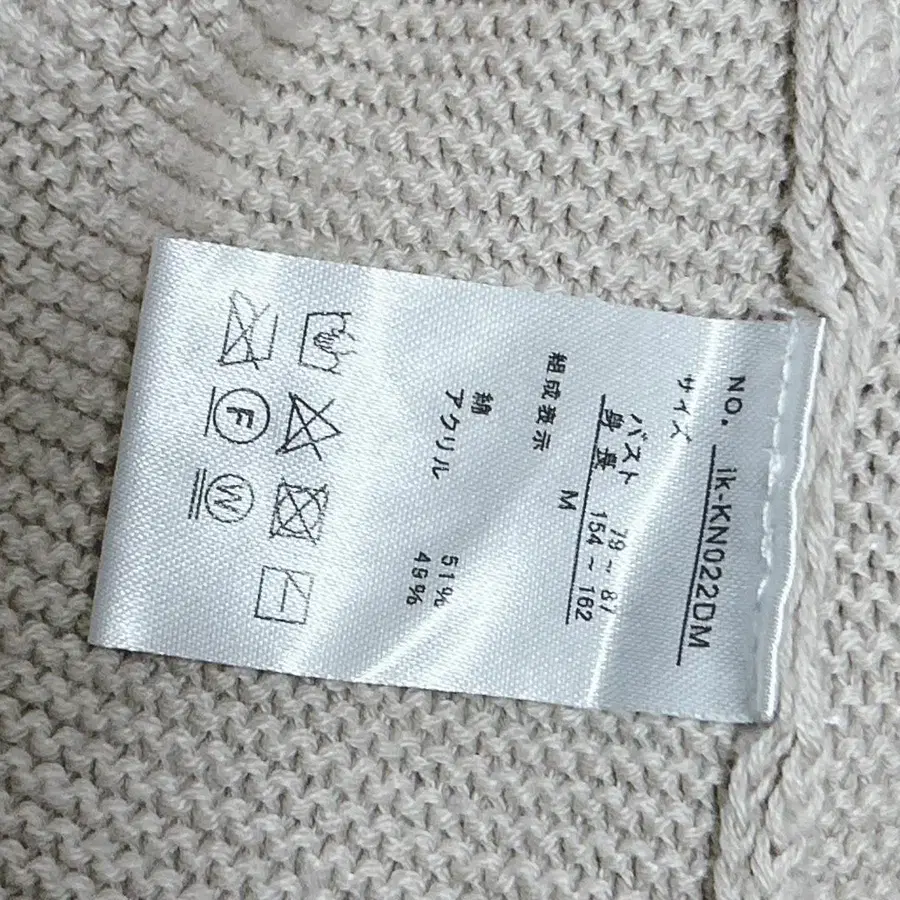 NO. ik-KN022DM
サイズ
バスト 79～87
身長 154～162
M
組成表示
綿 51%
アクリル 49%
F
W